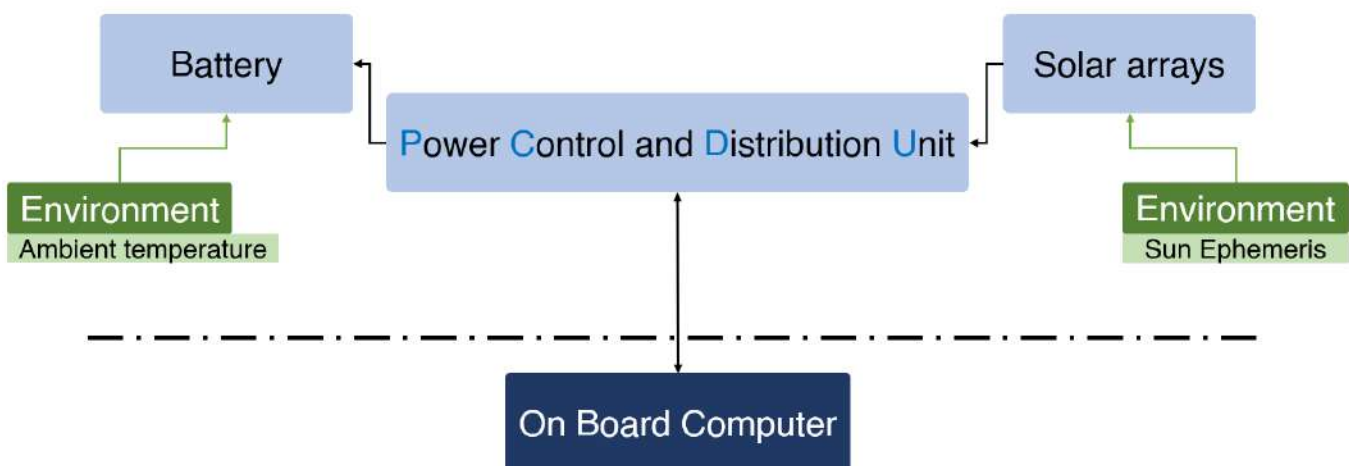 Battery
Solar arrays
Power Control and Distribution Unit
Environment
Ambient temperature
Environment
Sun Ephemeris
On Board Computer